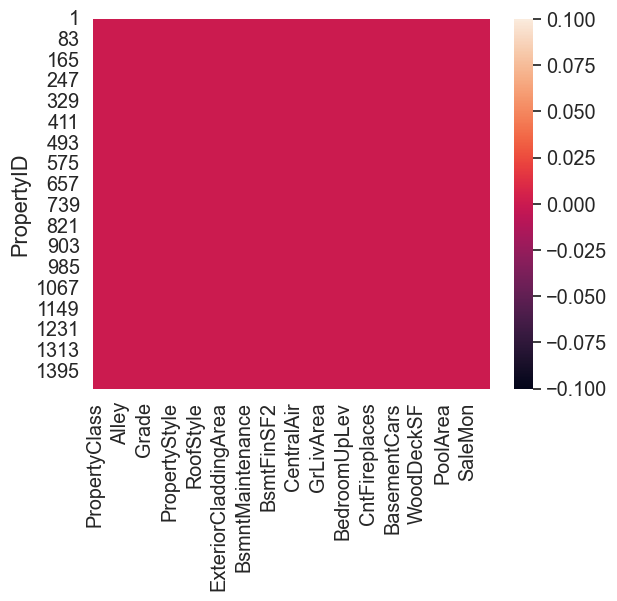 PropertyID
1
83
165
247
329
411
493
575
657
739
821
903
985
1067
1149
1231
1313
1395
PropertyClass
Alley
Grade
PropertyStyle
RoofStyle
ExteriorCladdingArea
BsmntMaintenance
BsmtFinSF2
CentralAir
GrLivArea
BedroomUpLev
CntFireplaces
BasementCars
WoodDeckSF
PoolArea
SaleMon
0.100
0.075
0.050
0.025
0.000
−0.025
−0.050
−0.075
−0.100